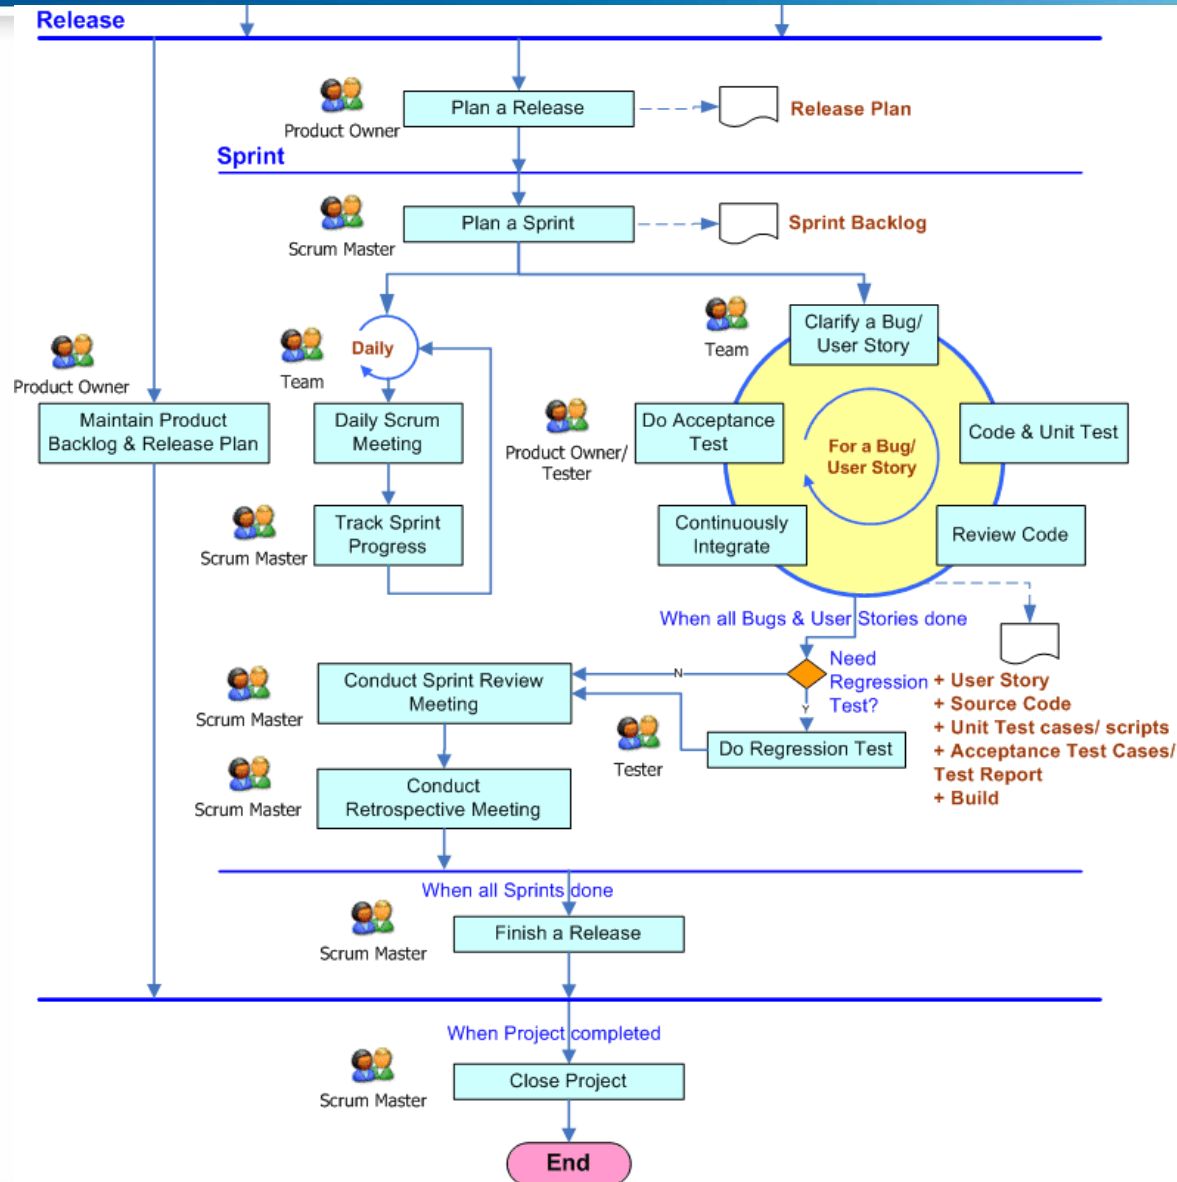 Release
Product Owner
Plan a Release
Release Plan
Sprint
Scrum Master
Plan a Sprint
Sprint Backlog
Product Owner
Maintain Product
Backlog & Release Plan
Team
Daily
Daily Scrum
Meeting
Scrum Master
Track Sprint
Progress
Team
Clarify a Bug/
User Story
Product Owner/
Tester
Do Acceptance
Test
For a Bug/
User Story
Code & Unit Test
Continuously
Integrate
Review Code
When all Bugs & User Stories done
Need
Regression
Test?
N
Y
+ User Story
+ Source Code
+ Unit Test cases/ scripts
+ Acceptance Test Cases/
Test Report
+ Build
Scrum Master
Conduct Sprint Review
Meeting
Tester
Do Regression Test
Scrum Master
Conduct
Retrospective Meeting
When all Sprints done
Scrum Master
Finish a Release
When Project completed
Scrum Master
Close Project
End